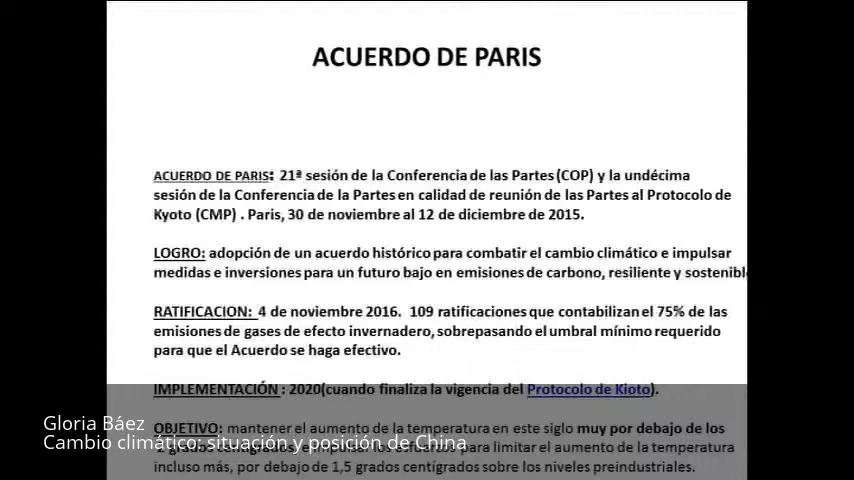 ACUERDO DE PARIS
ACUERDO DE PARIS: 21ª sesión de la Conferencia de las Partes (COP) y la undécima
sesión de la Conferencia de la Partes en calidad de reunión de las Partes al Protocolo de
Kyoto (CMP) . Paris, 30 de noviembre al 12 de diciembre de 2015.
LOGRO: adopción de un acuerdo histórico para combatir el cambio climático e impulsar
medidas e inversiones para un futuro bajo en emisiones de carbono, resiliente y sostenibl
RATIFICACION: 4 de noviembre 2016. 109 ratificaciones que contabilizan el 75% de las
emisiones de gases de efecto invernadero, sobrepasando el umbral mínimo requerido
para que el Acuerdo se haga efectivo.
IMPLEMENTACIÓN : 2020(cuando finaliza la vigencia del Protocolo de Kioto).
OBJETIVO: mantener el aumento de la temperatura en este siglo muy por debajo de los
2 grados centígrados, e impulsar los esfuerzos para limitar el aumento de la temperatura
incluso más, por debajo de 1,5 grados centígrados sobre los niveles preindustriales.
Gloria Báez
Cambio climático: situación y posición de China